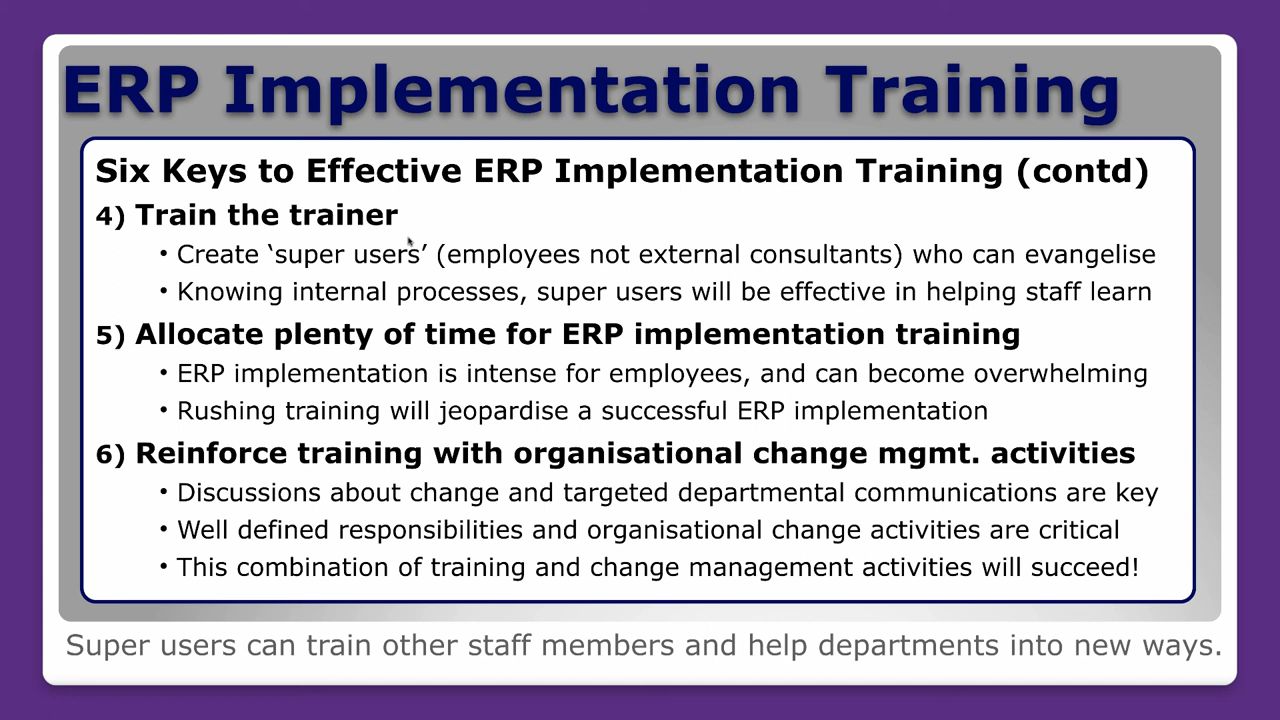 ERP Implementation Training
Six Keys to Effective ERP Implementation Training (contd)
4) Train the trainer
• Create ‘super users’ (employees not external consultants) who can evangelise
• Knowing internal processes, super users will be effective in helping staff learn
5) Allocate plenty of time for ERP implementation training
• ERP implementation is intense for employees, and can become overwhelming
• Rushing training will jeopardise a successful ERP implementation
6) Reinforce training with organisational change mgmt. activities
• Discussions about change and targeted departmental communications are key
• Well defined responsibilities and organisational change activities are critical
• This combination of training and change management activities will succeed!
Super users can train other staff members and help departments into new ways.